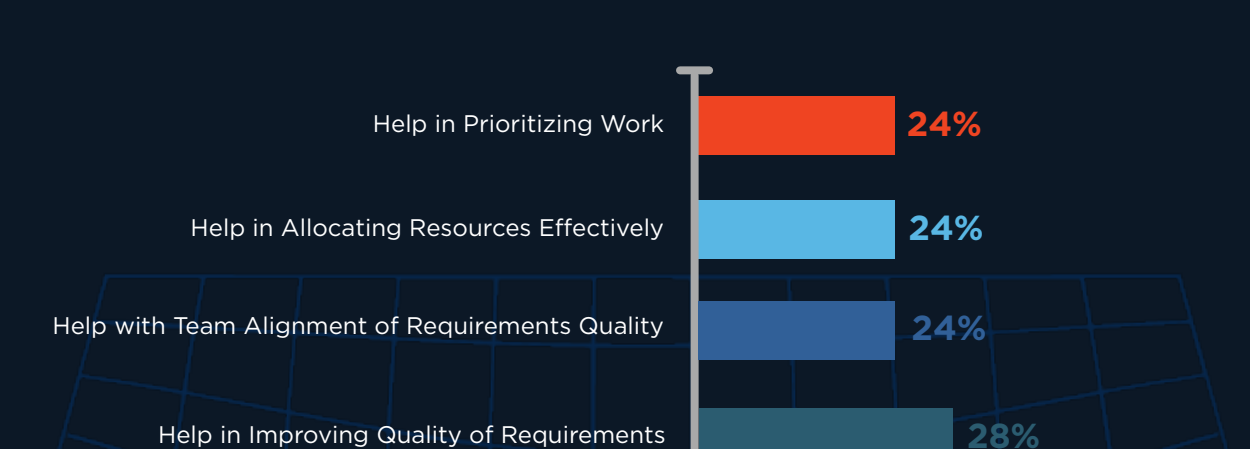 Help in Prioritizing Work 24%
Help in Allocating Resources Effectively 24%
Help with Team Alignment of Requirements Quality 24%
Help in Improving Quality of Requirements 28%